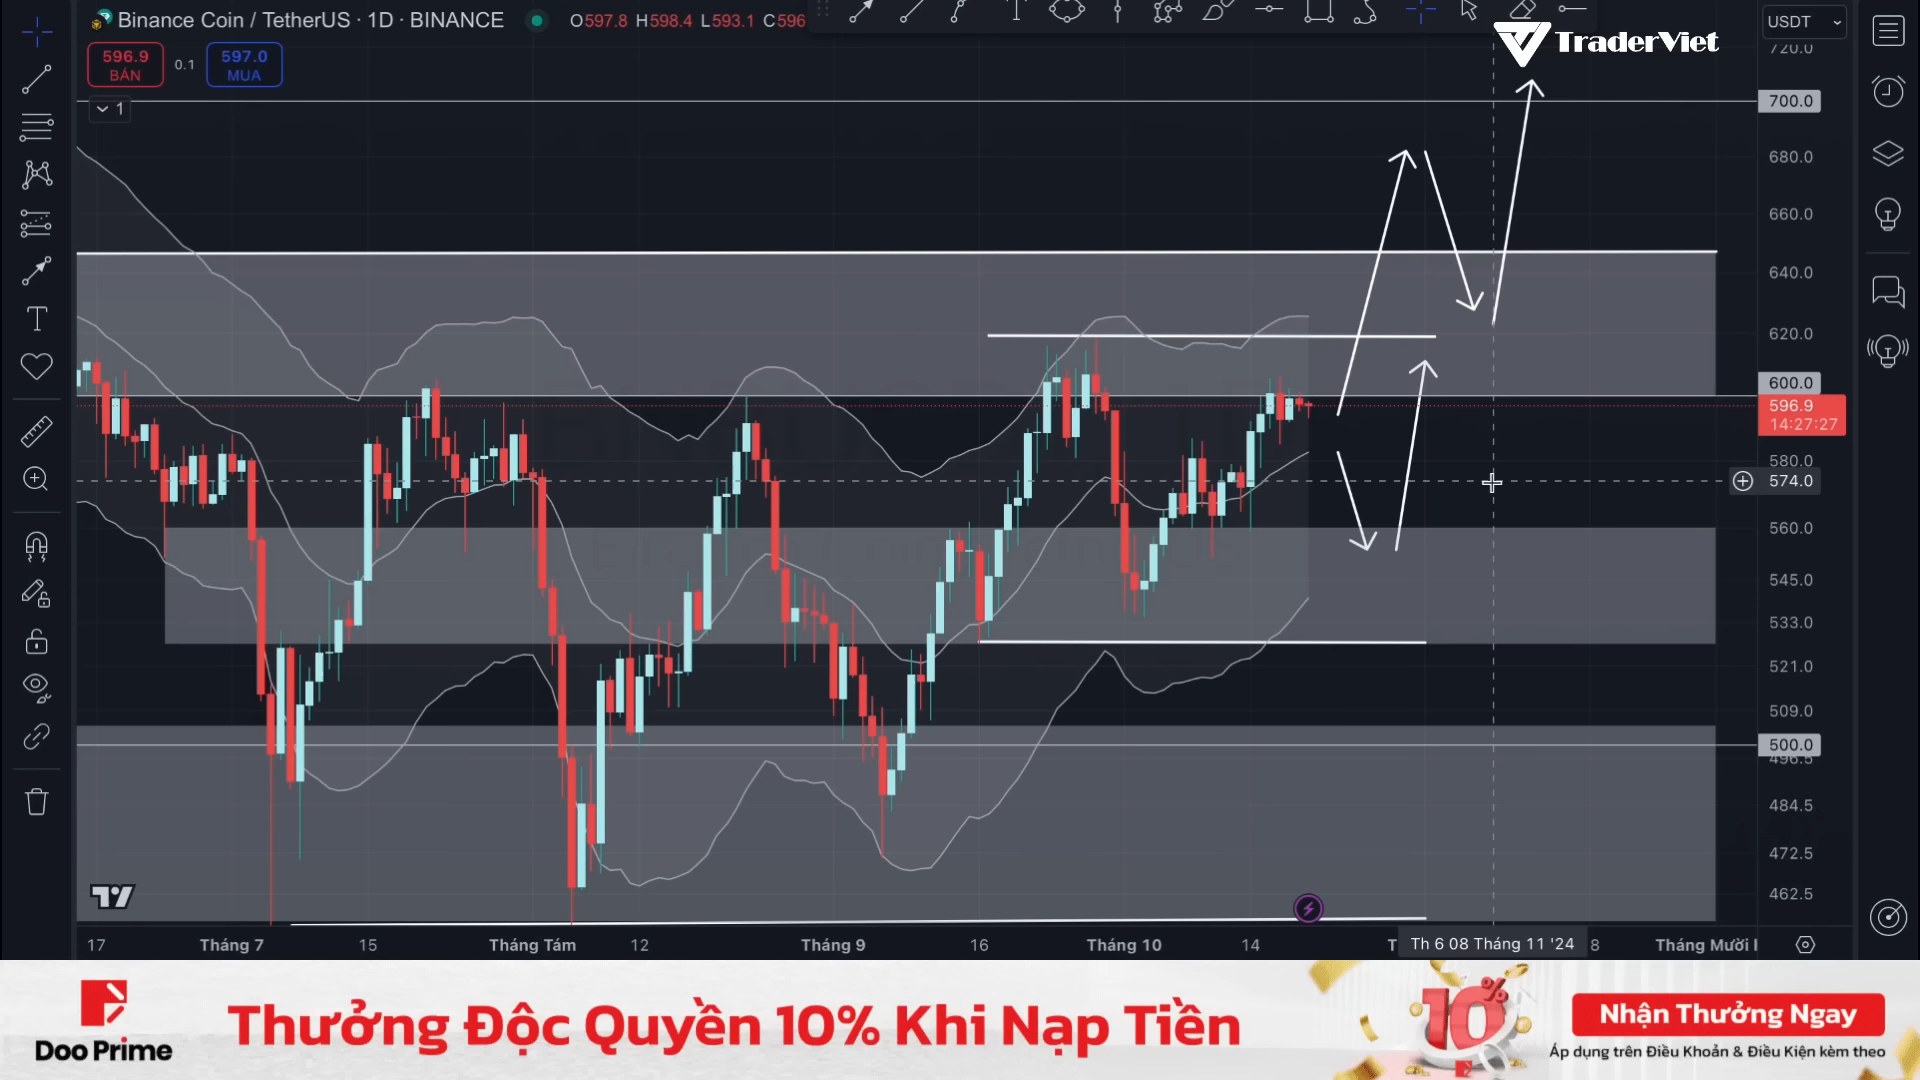 Binance Coin / TetherUS · 1D · BINANCE
O597.8 H598.4 L593.1 C596
USDT
TraderViet
596.9
BÁN
0.1
597.0
MUA
1
720.0
700.0
680.0
660.0
640.0
620.0
600.0
596.9
14:27:27
580.0
574.0
560.0
545.0
533.0
521.0
509.0
500.0
496.5
484.5
472.5
462.5
17
Tháng 7
15
Tháng Tám
12
Tháng 9
16
Tháng 10
14
T
Th 6 08 Tháng 11 '24
8
Tháng Mười
Doo Prime
Thưởng Độc Quyền 10% Khi Nạp Tiền
10%
Nhận Thưởng Ngay
Áp dụng trên Điều Khoản & Điều Kiện kèm theo